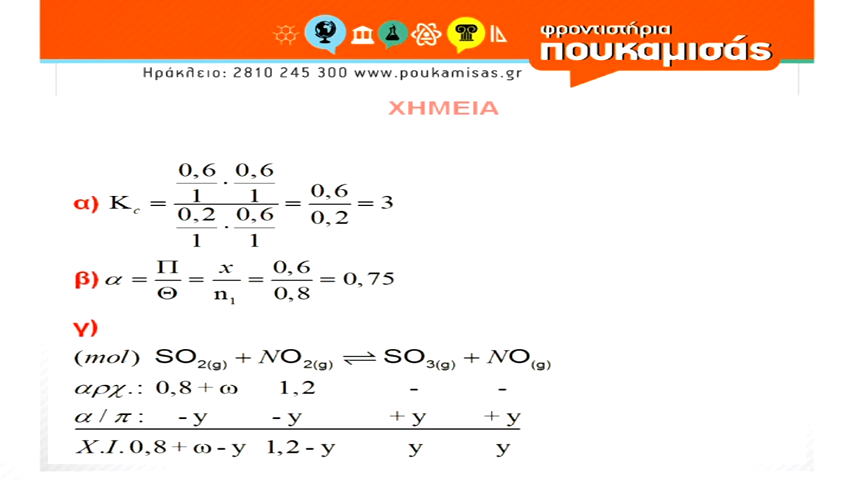 φροντιστήρια
πουκαμισάς
Ηράκλειο: 2810 245 300 www.poukamisas.gr
ΧΗΜΕΙΑ
α) K_c = (0,6/1 · 0,6/1) / (0,2/1 · 0,6/1) = 0,6/0,2 = 3
β) α = Π/Θ = x/n₁ = 0,6/0,8 = 0,75
γ)
(mol) SO₂(g) + NO₂(g) ⇌ SO₃(g) + NO(g)
αρχ.: 0,8 + ω 1,2 - -
α / π : - y - y + y + y
Χ.Ι. 0,8 + ω - y 1,2 - y y y